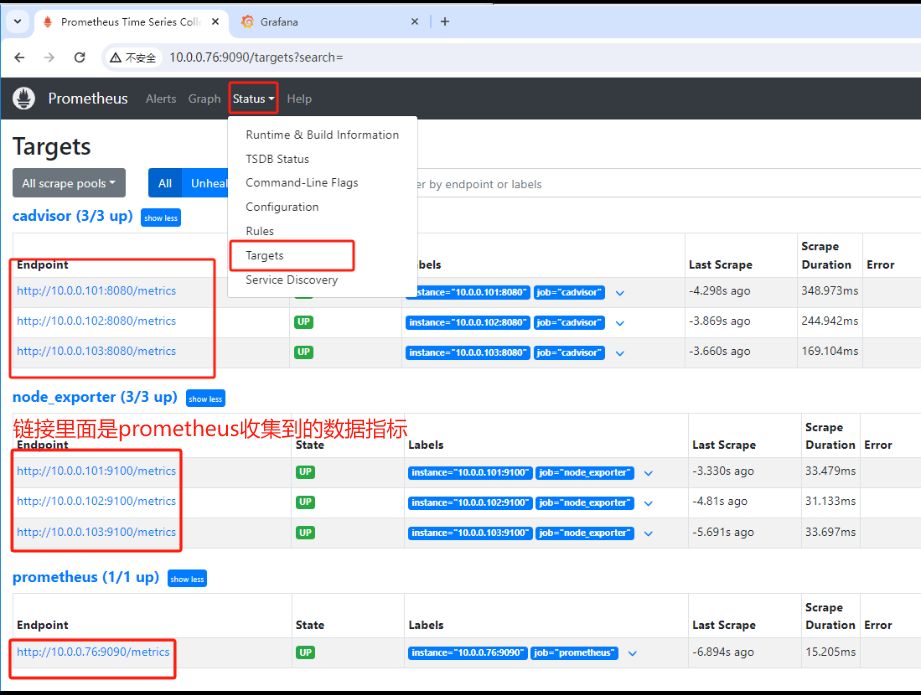 Prometheus Time Series Coll
Grafana
不安全 10.0.0.76:9090/targets?search=
Prometheus Alerts Graph Status Help
Runtime & Build Information
TSDB Status
Command-Line Flags
Configuration
Rules
Targets
Service Discovery
Targets
All scrape pools All Unheal er by endpoint or labels
cadvisor (3/3 up) show less
Endpoint abels Last Scrape Scrape Duration Error
http://10.0.0.101:8080/metrics instance="10.0.0.101:8080" job="cadvisor" -4.298s ago 348.973ms
http://10.0.0.102:8080/metrics UP instance="10.0.0.102:8080" job="cadvisor" -3.869s ago 244.942ms
http://10.0.0.103:8080/metrics UP instance="10.0.0.103:8080" job="cadvisor" -3.660s ago 169.104ms
node_exporter (3/3 up) show less
链接里面是prometheus收集到的数据指标
Endpoint State Labels Last Scrape Scrape Duration Error
http://10.0.0.101:9100/metrics UP instance="10.0.0.101:9100" job="node_exporter" -3.330s ago 33.479ms
http://10.0.0.102:9100/metrics UP instance="10.0.0.102:9100" job="node_exporter" -4.81s ago 31.133ms
http://10.0.0.103:9100/metrics UP instance="10.0.0.103:9100" job="node_exporter" -5.691s ago 33.697ms
prometheus (1/1 up) show less
Endpoint State Labels Last Scrape Scrape Duration Error
http://10.0.0.76:9090/metrics UP instance="10.0.0.76:9090" job="prometheus" -6.894s ago 15.205ms